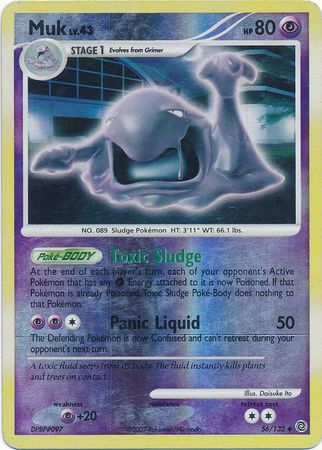 Muk LV.43
HP 80
STAGE 1 Evolves from Grimer
NO. 089 Sludge Pokémon HT: 3'11" WT: 66.1 lbs.
Poké-BODY Toxic Sludge
At the end of each player's turn, each of your opponent's Active
Pokémon that has any Energy attached to it is now Poisoned. If that
Pokémon is already Poisoned, Toxic Sludge Poké-Body does nothing
to that Pokémon.
Panic Liquid 50
The Defending Pokémon is now Confused and can't retreat during
your opponent's next turn.
A toxic fluid seeps from its body. The fluid instantly kills plants
and trees on contact.
Illus. Daisuke Ito
weakness resistance retreat cost
+20
DPBP#097 ©2007 Pokémon/Nintendo 56/132